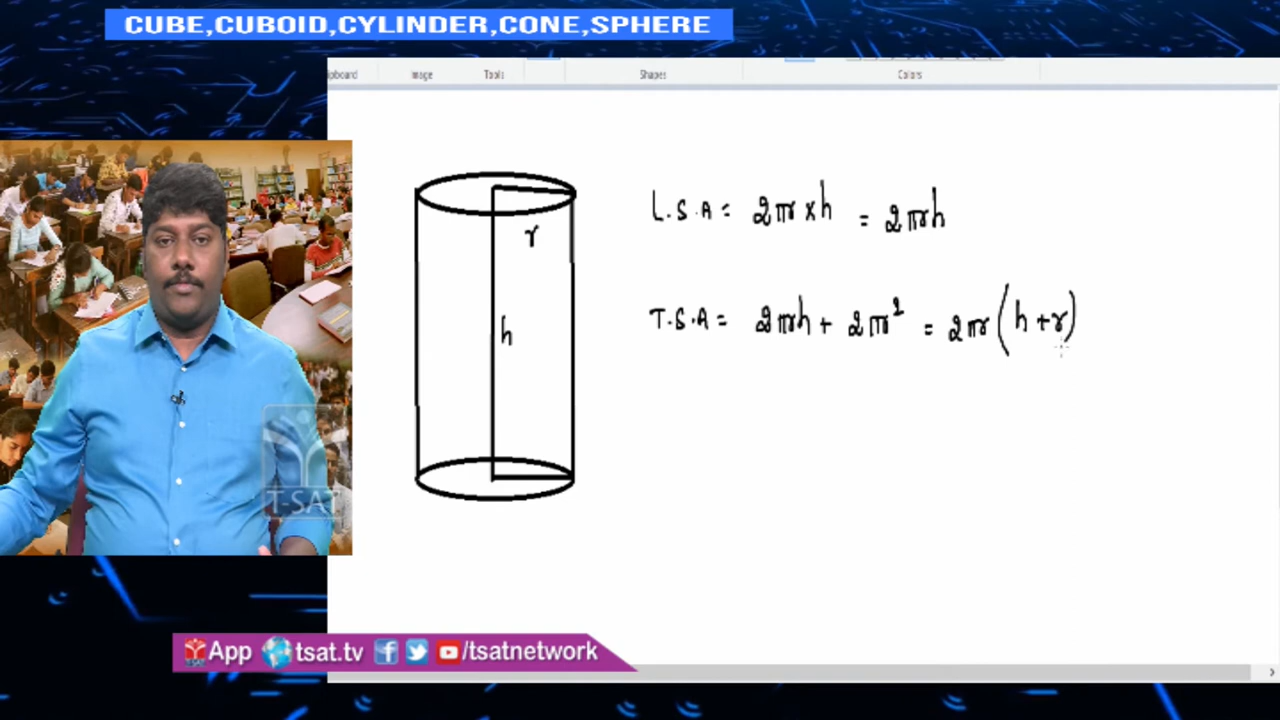 CUBE,CUBOID,CYLINDER,CONE,SPHERE
Image Tools Shapes Colors
r
h
L.S.A = 2πr x h = 2πrh
T.S.A = 2πrh + 2πr² = 2πr (h + r)
T-SAT
App tsat.tv /tsatnetwork